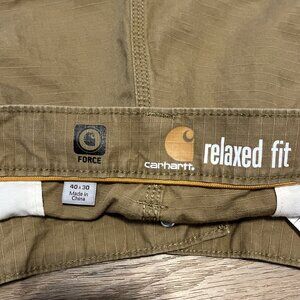 FORCE
carhartt
relaxed fit
40 x 30
Made in
China